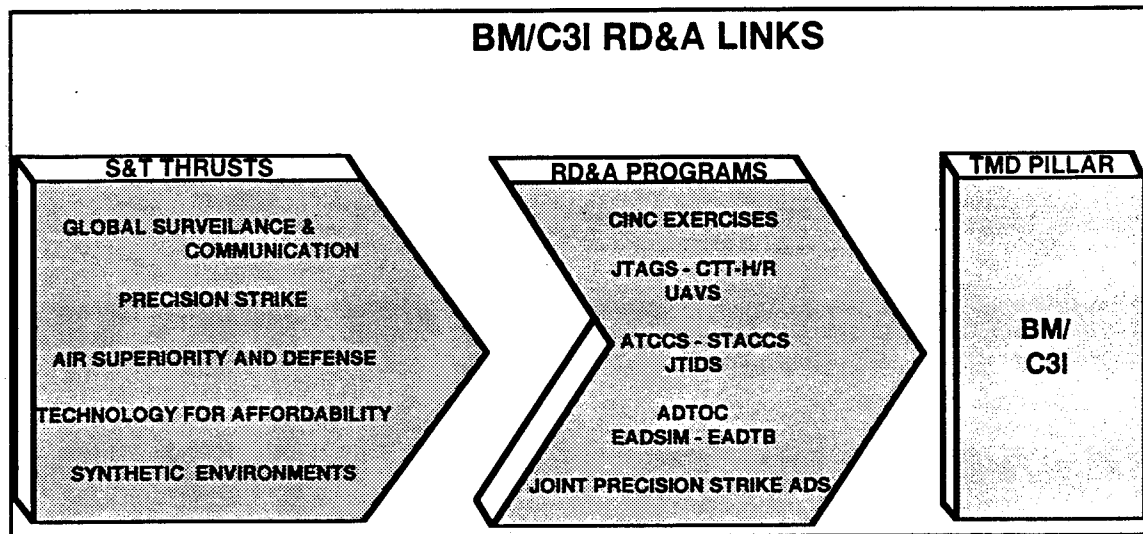 BM/C3I RD&A LINKS
S&T THRUSTS
GLOBAL SURVEILANCE &
COMMUNICATION
PRECISION STRIKE
AIR SUPERIORITY AND DEFENSE
TECHNOLOGY FOR AFFORDABILITY
SYNTHETIC ENVIRONMENTS
RD&A PROGRAMS
CINC EXERCISES
JTAGS - CTT-H/R
UAVS
ATCCS - STACCS
JTIDS
ADTOC
EADSIM - EADTB
JOINT PRECISION STRIKE ADS
TMD PILLAR
BM/
C3I